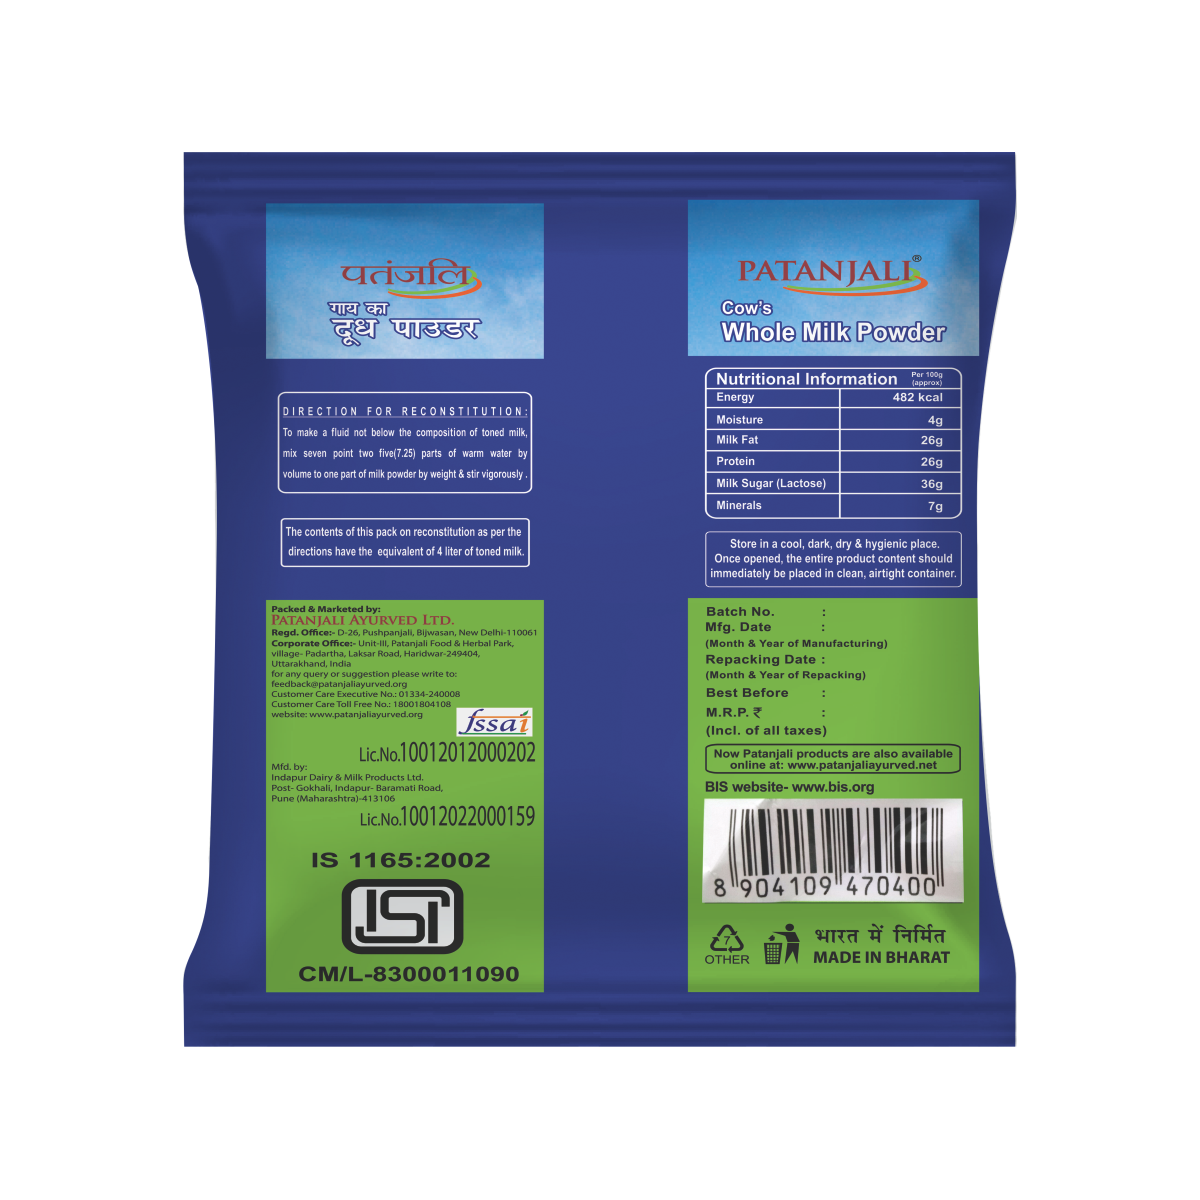 पतंजलि
गाय का
दूध पाउडर
DIRECTION FOR RECONSTITUTION:
To make a fluid not below the composition of toned milk,
mix seven point two five(7.25) parts of warm water by
volume to one part of milk powder by weight & stir vigorously .
The contents of this pack on reconstitution as per the
directions have the equivalent of 4 liter of toned milk.
Packed & Marketed by:
PATANJALI AYURVED LTD.
Regd. Office:- D-26, Pushpanjali, Bijwasan, New Delhi-110061
Corporate Office:- Unit-III, Patanjali Food & Herbal Park,
village- Padartha, Laksar Road, Haridwar-249404,
Uttarakhand, India
for any query or suggestion please write to:
feedback@patanjaliayurved.org
Customer Care Executive No.: 01334-240008
Customer Care Toll Free No.: 18001804108
website: www.patanjaliayurved.org
fssai
Lic.No.10012012000202
Mfd. by:
Indapur Dairy & Milk Products Ltd.
Post- Gokhali, Indapur- Baramati Road,
Pune (Maharashtra)-413106
Lic.No.10012022000159
IS 1165:2002
ISI
CM/L-8300011090
PATANJALI®
Cow's
Whole Milk Powder
Nutritional Information Per 100g
(approx)
Energy 482 kcal
Moisture 4g
Milk Fat 26g
Protein 26g
Milk Sugar (Lactose) 36g
Minerals 7g
Store in a cool, dark, dry & hygienic place.
Once opened, the entire product content should
immediately be placed in clean, airtight container.
Batch No. :
Mfg. Date :
(Month & Year of Manufacturing)
Repacking Date :
(Month & Year of Repacking)
Best Before :
M.R.P. ₹ :
(Incl. of all taxes)
Now Patanjali products are also available
online at: www.patanjaliayurved.net
BIS website- www.bis.org
8 904109 470400
7
OTHER
भारत में निर्मित
MADE IN BHARAT